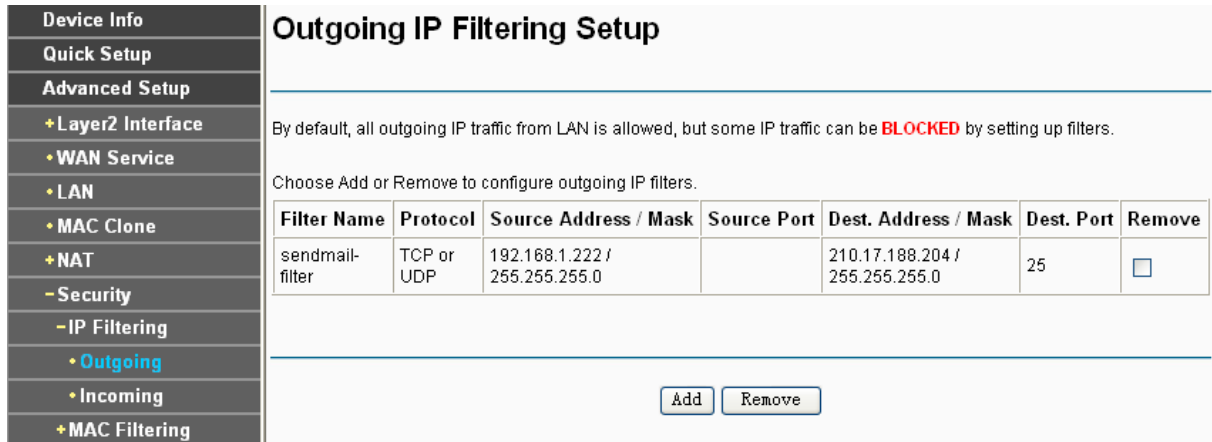 Device Info
Quick Setup
Advanced Setup
+Layer2 Interface
•WAN Service
•LAN
•MAC Clone
+NAT
-Security
-IP Filtering
•Outgoing
•Incoming
+MAC Filtering
Outgoing IP Filtering Setup
By default, all outgoing IP traffic from LAN is allowed, but some IP traffic can be BLOCKED by setting up filters.
Choose Add or Remove to configure outgoing IP filters.
Filter Name Protocol Source Address / Mask Source Port Dest. Address / Mask Dest. Port Remove
sendmail- TCP or 192.168.1.222 / 210.17.188.204 / 25
filter UDP 255.255.255.0 255.255.255.0
Add Remove